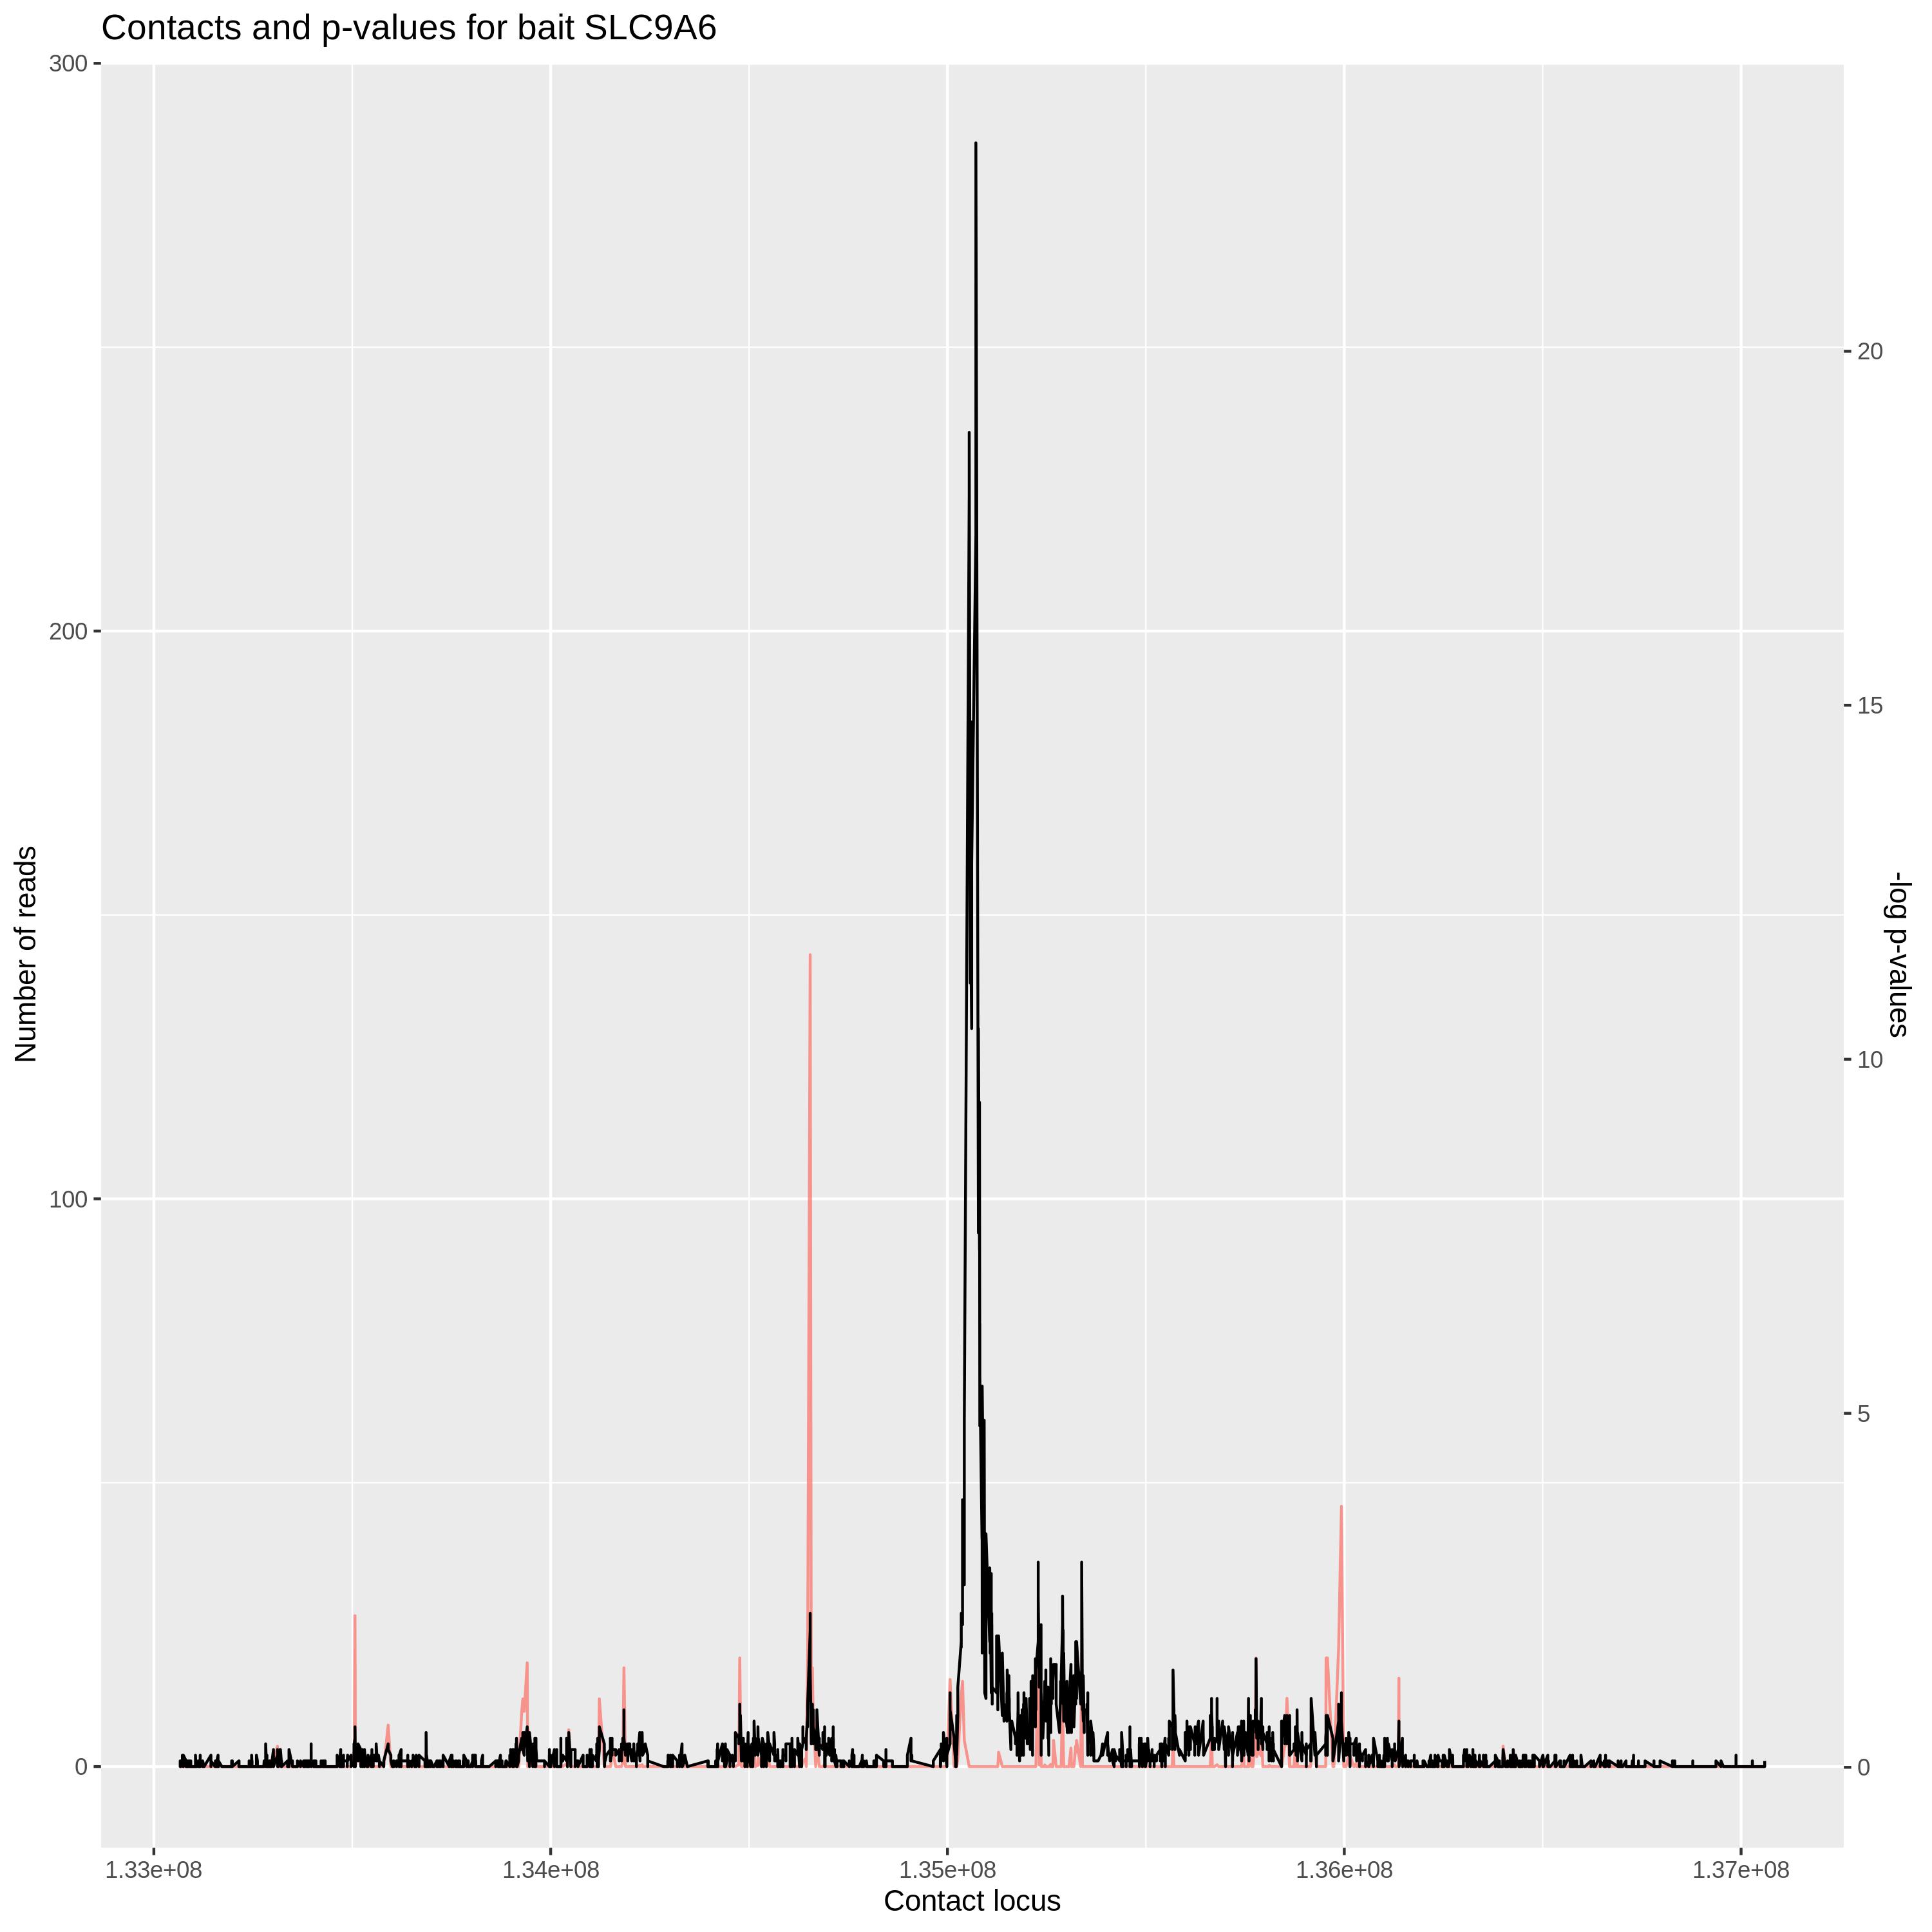 Contacts and p-values for bait SLC9A6
300
200
100
0
Number of reads
20
15
10
5
0
-log p-values
1.33e+08 1.34e+08 1.35e+08 1.36e+08 1.37e+08
Contact locus